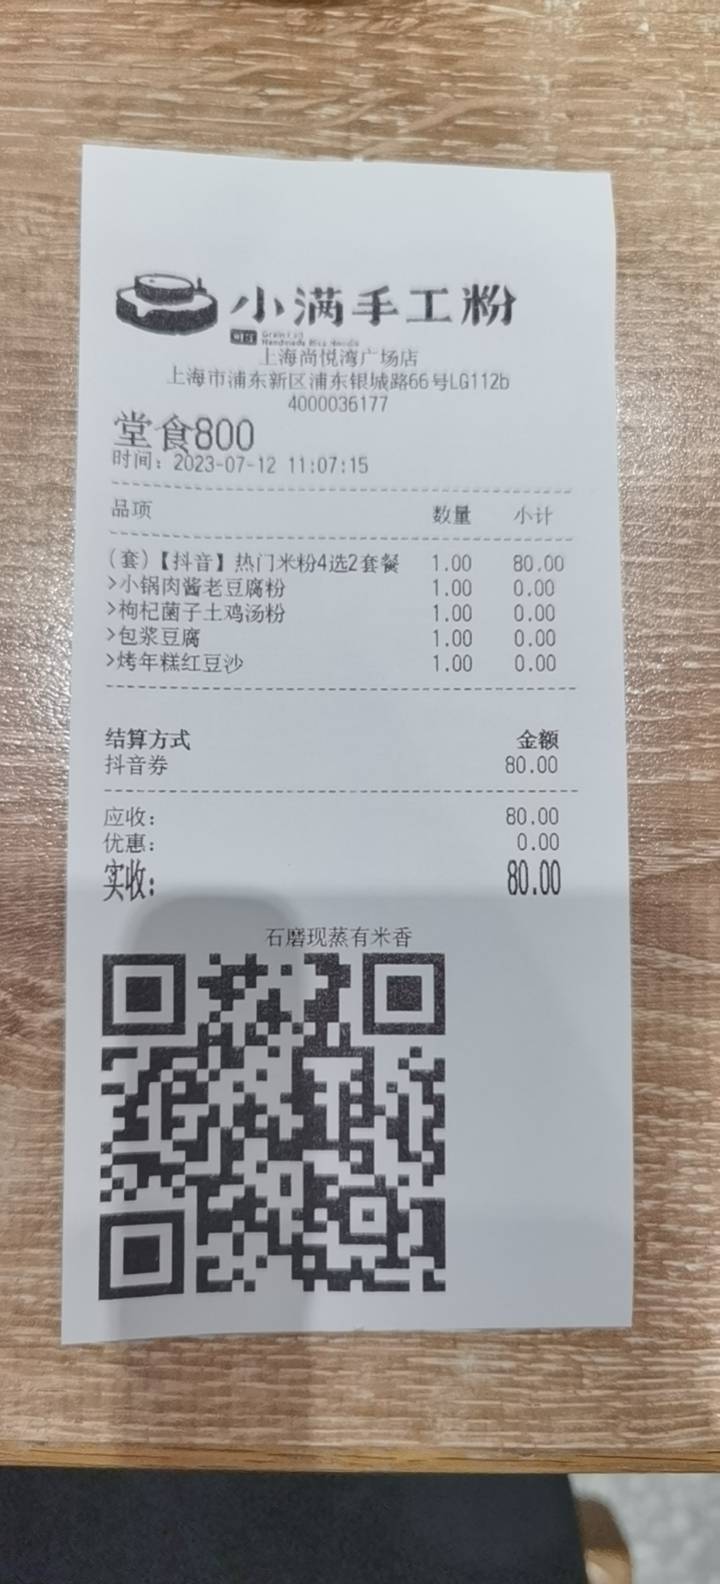 小满手工粉
Handmade Rice Noodle
上海尚悦湾广场店
上海市浦东新区浦东银城路66号LG112b
4000036177
堂食800
时间：2023-07-12 11:07:15
品项 数量 小计
（套）【抖音】热门米粉4选2套餐 1.00 80.00
>小锅肉酱老豆腐粉 1.00 0.00
>枸杞菌子土鸡汤粉 1.00 0.00
>包浆豆腐 1.00 0.00
>烤年糕红豆沙 1.00 0.00
结算方式 金额
抖音券 80.00
应收： 80.00
优惠： 0.00
实收： 80.00
石磨现蒸有米香